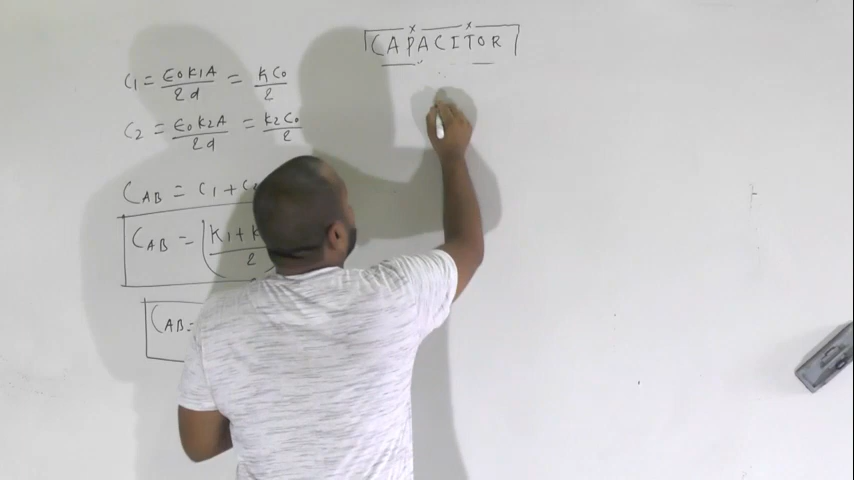 CAPACITOR
C1 = ε0K1A/2d = KC0/2
C2 = ε0K2A/2d = K2C0/2
CAB = C1 + C
CAB = (K1 + K / 2
CAB =